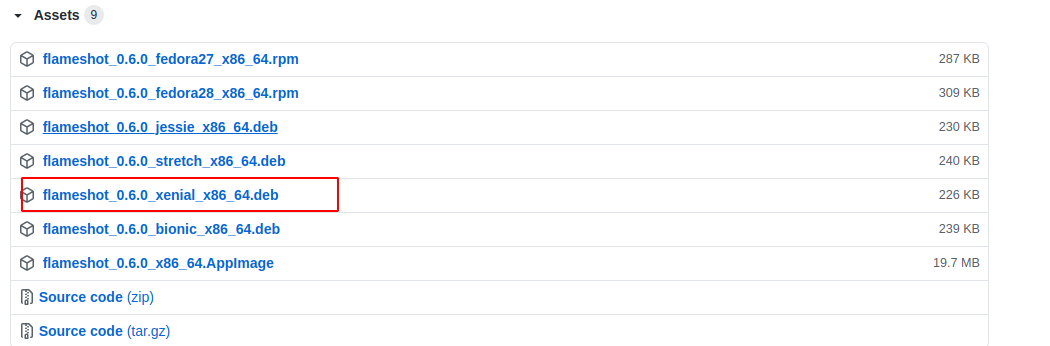 Assets 9
flameshot_0.6.0_fedora27_x86_64.rpm 287 KB
flameshot_0.6.0_fedora28_x86_64.rpm 309 KB
flameshot_0.6.0_jessie_x86_64.deb 230 KB
flameshot_0.6.0_stretch_x86_64.deb 240 KB
flameshot_0.6.0_xenial_x86_64.deb 226 KB
flameshot_0.6.0_bionic_x86_64.deb 239 KB
flameshot_0.6.0_x86_64.AppImage 19.7 MB
Source code (zip)
Source code (tar.gz)